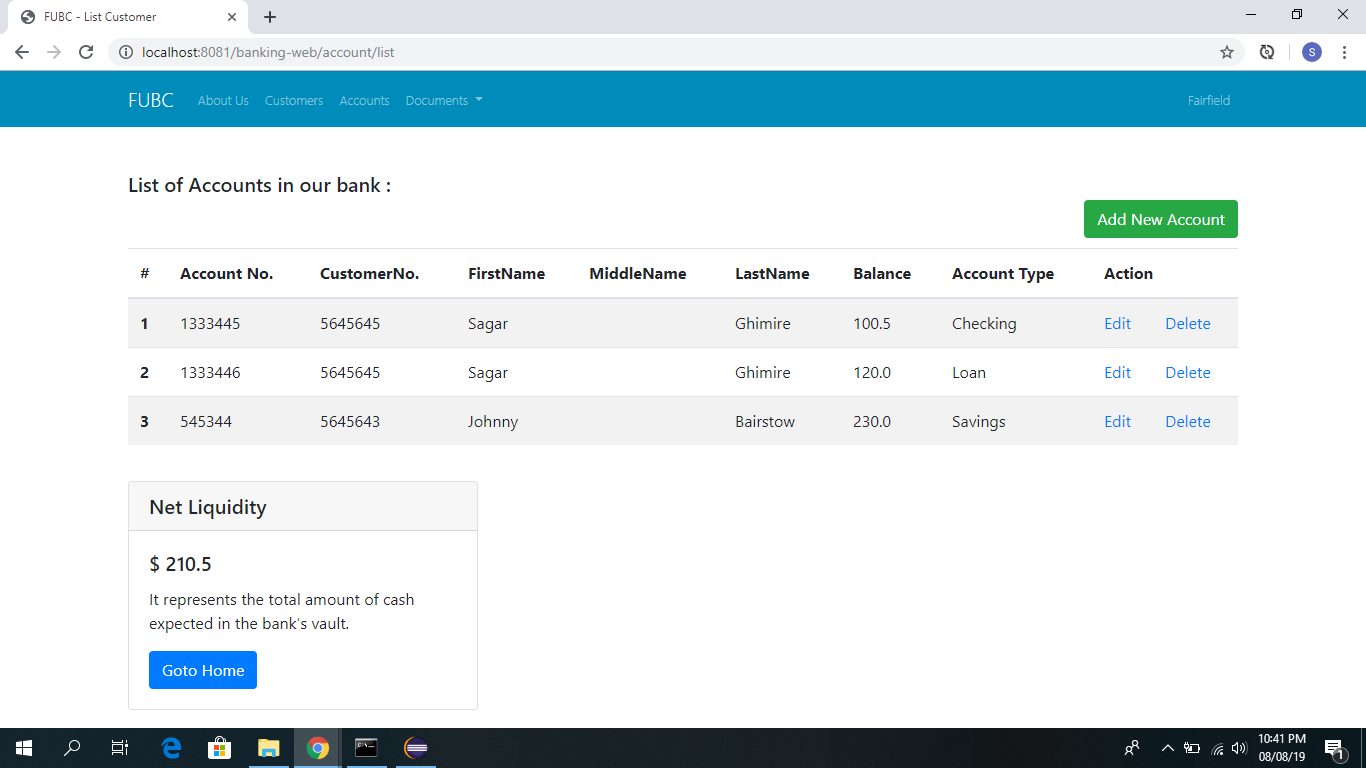 FUBC - List Customer
localhost:8081/banking-web/account/list
S
FUBC About Us Customers Accounts Documents Fairfield
List of Accounts in our bank :
Add New Account
# Account No. CustomerNo. FirstName MiddleName LastName Balance Account Type Action
1 1333445 5645645 Sagar Ghimire 100.5 Checking Edit Delete
2 1333446 5645645 Sagar Ghimire 120.0 Loan Edit Delete
3 545344 5645643 Johnny Bairstow 230.0 Savings Edit Delete
Net Liquidity
$ 210.5
It represents the total amount of cash
expected in the bank's vault.
Goto Home
10:41 PM
08/08/19
1